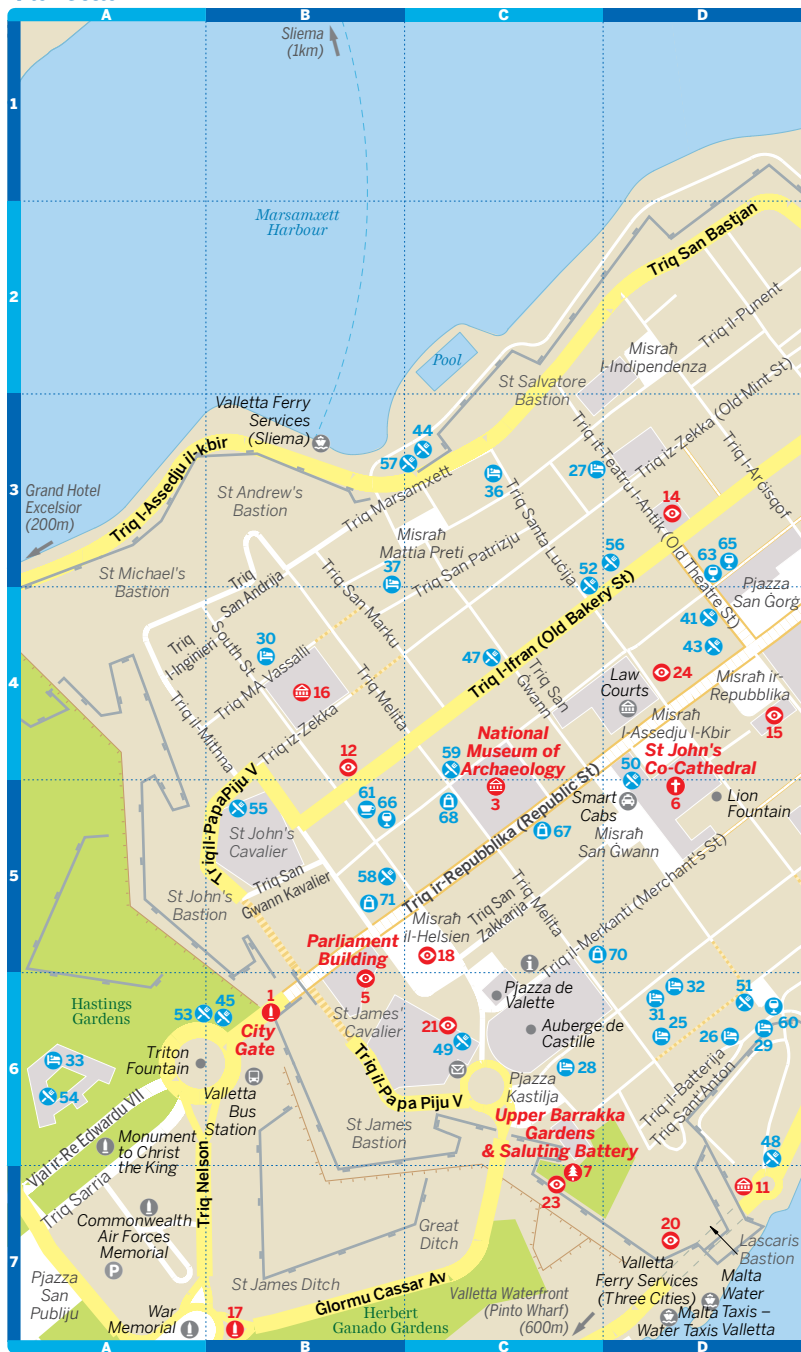 A
B
C
D
Sliema
(1km)
1
Marsamxett
Harbour
Triq San Bastjan
2
Triq il-Punent
Misraħ
l-Indipendenza
Pool
St Salvatore
Bastion
Triq iz-Zekka (Old Mint St)
Valletta Ferry
Services
(Sliema)
44
57
Triq it-Teatru l-Antik (Old Theatre St)
Triq l-Arċisqof
3
Triq l-Assedju il-kbir
St Andrew's
Bastion
Triq Marsamxett
36
27
14
Grand Hotel
Excelsior
(200m)
Misraħ
Mattia Preti
Triq Santa Luċija
56
63
65
St Michael's
Bastion
Triq
San Andrija
37
Triq San Patrizju
52
Pjazza
San Ġorġ
Triq San Marku
Triq l-Ifran (Old Bakery St)
41
Triq
l-Inġinieri
South St
30
47
43
4
Triq MA Vassalli
16
Triq San
Ġwann
Law
Courts
24
Misraħ ir-
Repubblika
Triq il-Mithna
Triq iz-Zekka
Triq Melita
15
Misraħ
l-Assedju l-Kbir
12
59
National
Museum of
Archaeology
3
50
St John's
Co-Cathedral
6
Triq il-Papa Piju V
55
61
66
68
Smart
Cabs
Lion
Fountain
St John's
Cavalier
Triq ir-Repubblika (Republic St)
67
Misraħ
San Ġwann
5
58
Triq San
Gwann Kavalier
71
St John's
Bastion
Triq San
Zakkarija
Triq Melita
Triq il-Merkanti (Merchant's St)
Parliament
Building
5
Misraħ
il-Helsien
18
70
Hastings
Gardens
53
45
1
City
Gate
St James'
Cavalier
Pjazza de
Valette
32
31
51
21
49
Auberge de
Castille
25
26
29
60
6
33
54
Triton
Fountain
28
Valletta
Bus
Station
Triq il-Papa Piju V
Pjazza
Kastilja
Triq il-Batterija
Triq Sant'Anton
Vjal ir-Re Edwardu VII
St James
Bastion
Upper Barrakka
Gardens
& Saluting Battery
7
Monument
to Christ
the King
48
23
11
Triq Sarria
Triq Nelson
Commonwealth
Air Forces
Memorial
Great
Ditch
20
Lascaris
Bastion
7
P
Pjazza
San
Publiju
St James Ditch
Ġlormu Cassar Av
Valletta Waterfront
(Pinto Wharf)
(600m)
Valletta
Ferry Services
(Three Cities)
Malta
Water
Taxis –
Valletta
Malta
Water Taxis
War
Memorial
17
Herbert
Ganado Gardens
A
B
C
D